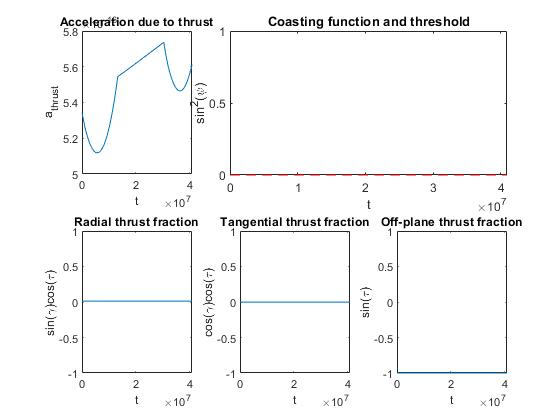 Acceleration due to thrust
5.8
5.6
5.4
5.2
5
a_thrust
0 2 4
t
×10^7
Coasting function and threshold
1
0.5
0
sin^2(ψ)
0 1 2 3 4
t
×10^7
Radial thrust fraction
1
0.5
0
-0.5
-1
sin(γ)cos(τ)
0 2 4
t
×10^7
Tangential thrust fraction
1
0.5
0
-0.5
-1
cos(γ)cos(τ)
0 2 4
t
×10^7
Off-plane thrust fraction
1
0.5
0
-0.5
-1
sin(τ)
0 2 4
t
×10^7